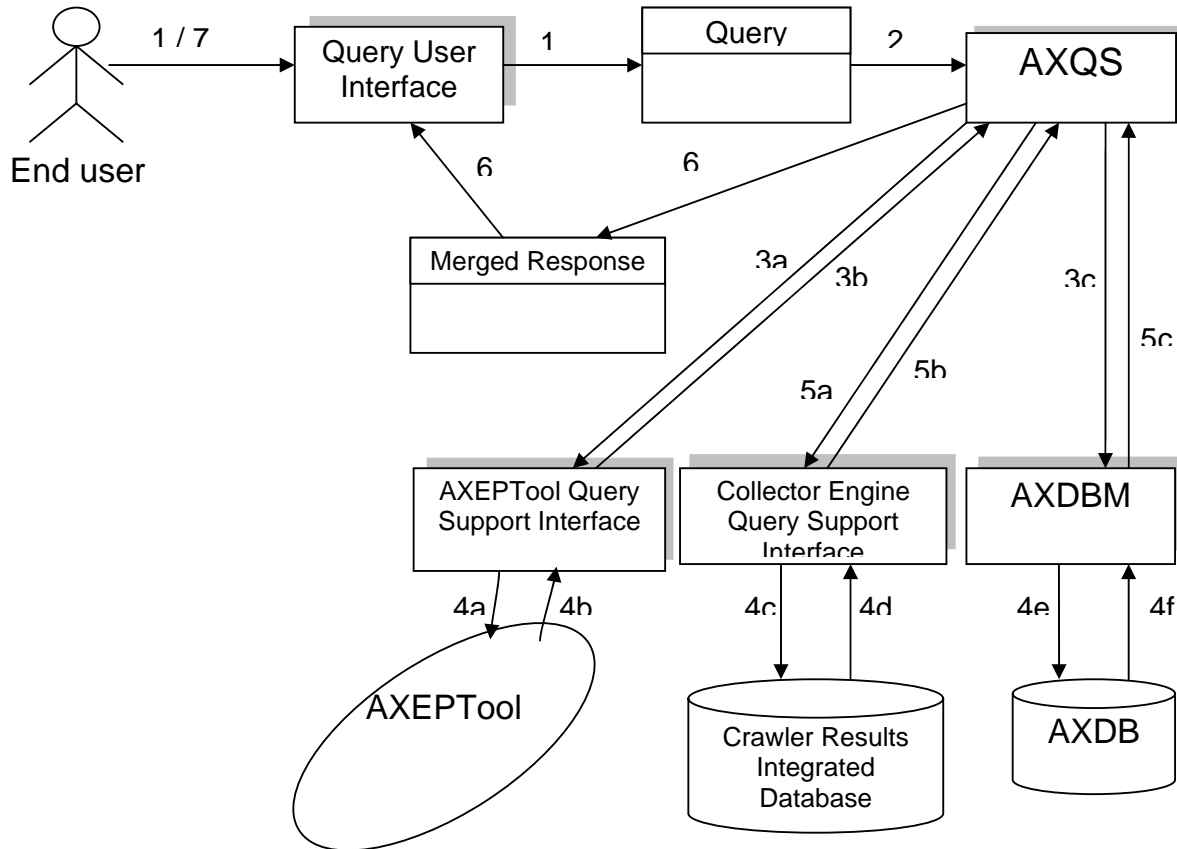 1 / 7
Query User
Interface
1
Query
2
AXQS
End user
6
6
Merged Response
3a
3b
3c
5a
5b
5c
AXEPTool Query
Support Interface
Collector Engine
Query Support
Interface
AXDBM
4a
4b
4c
4d
4e
4f
AXEPTool
Crawler Results
Integrated
Database
AXDB